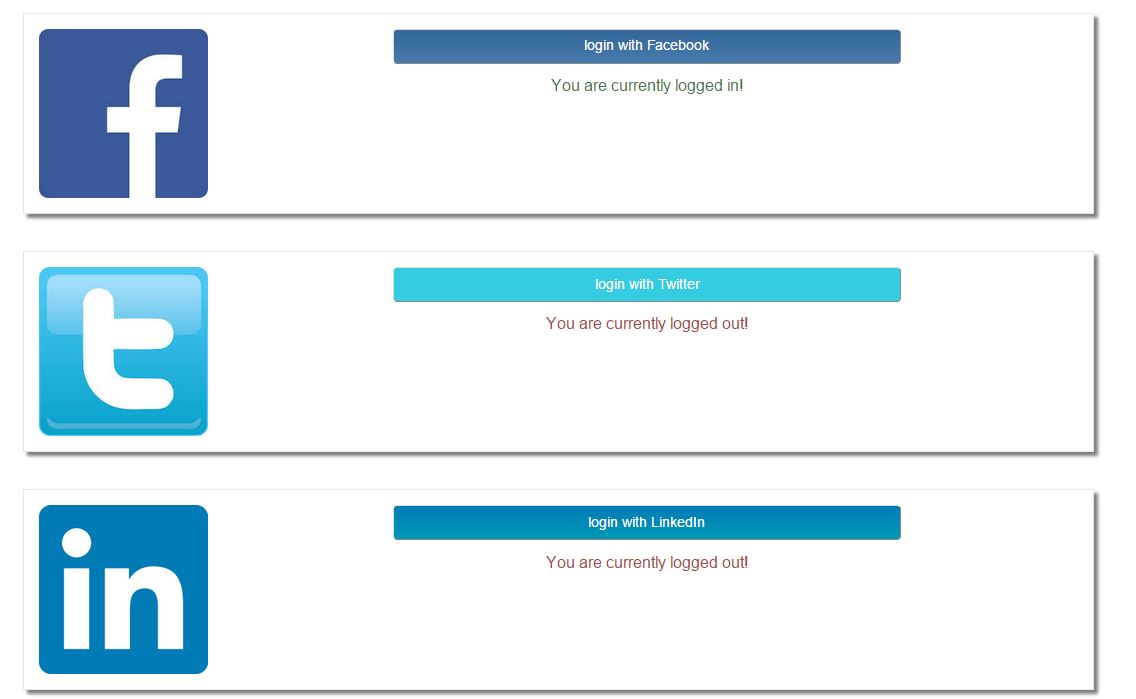 f
login with Facebook
You are currently logged in!
t
login with Twitter
You are currently logged out!
in
login with LinkedIn
You are currently logged out!